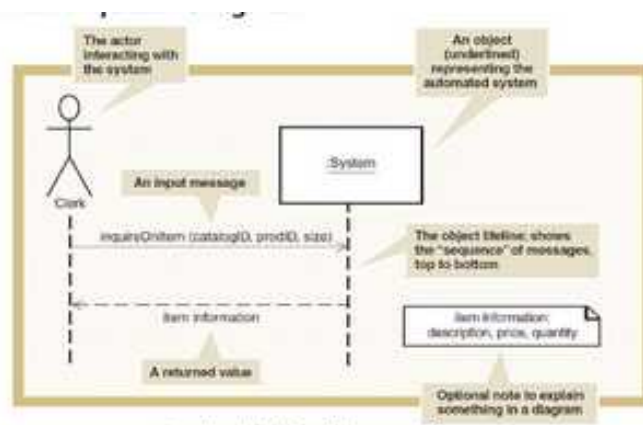 The actor
interacting with
the system
An object
(underlined)
representing the
automated system
:System
An input message
Clerk
inquireOnItem (catalogID, prodID, size)
The object lifeline; shows
the "sequence" of messages,
top to bottom
item information
item information:
description, price, quantity
A returned value
Optional note to explain
something in a diagram